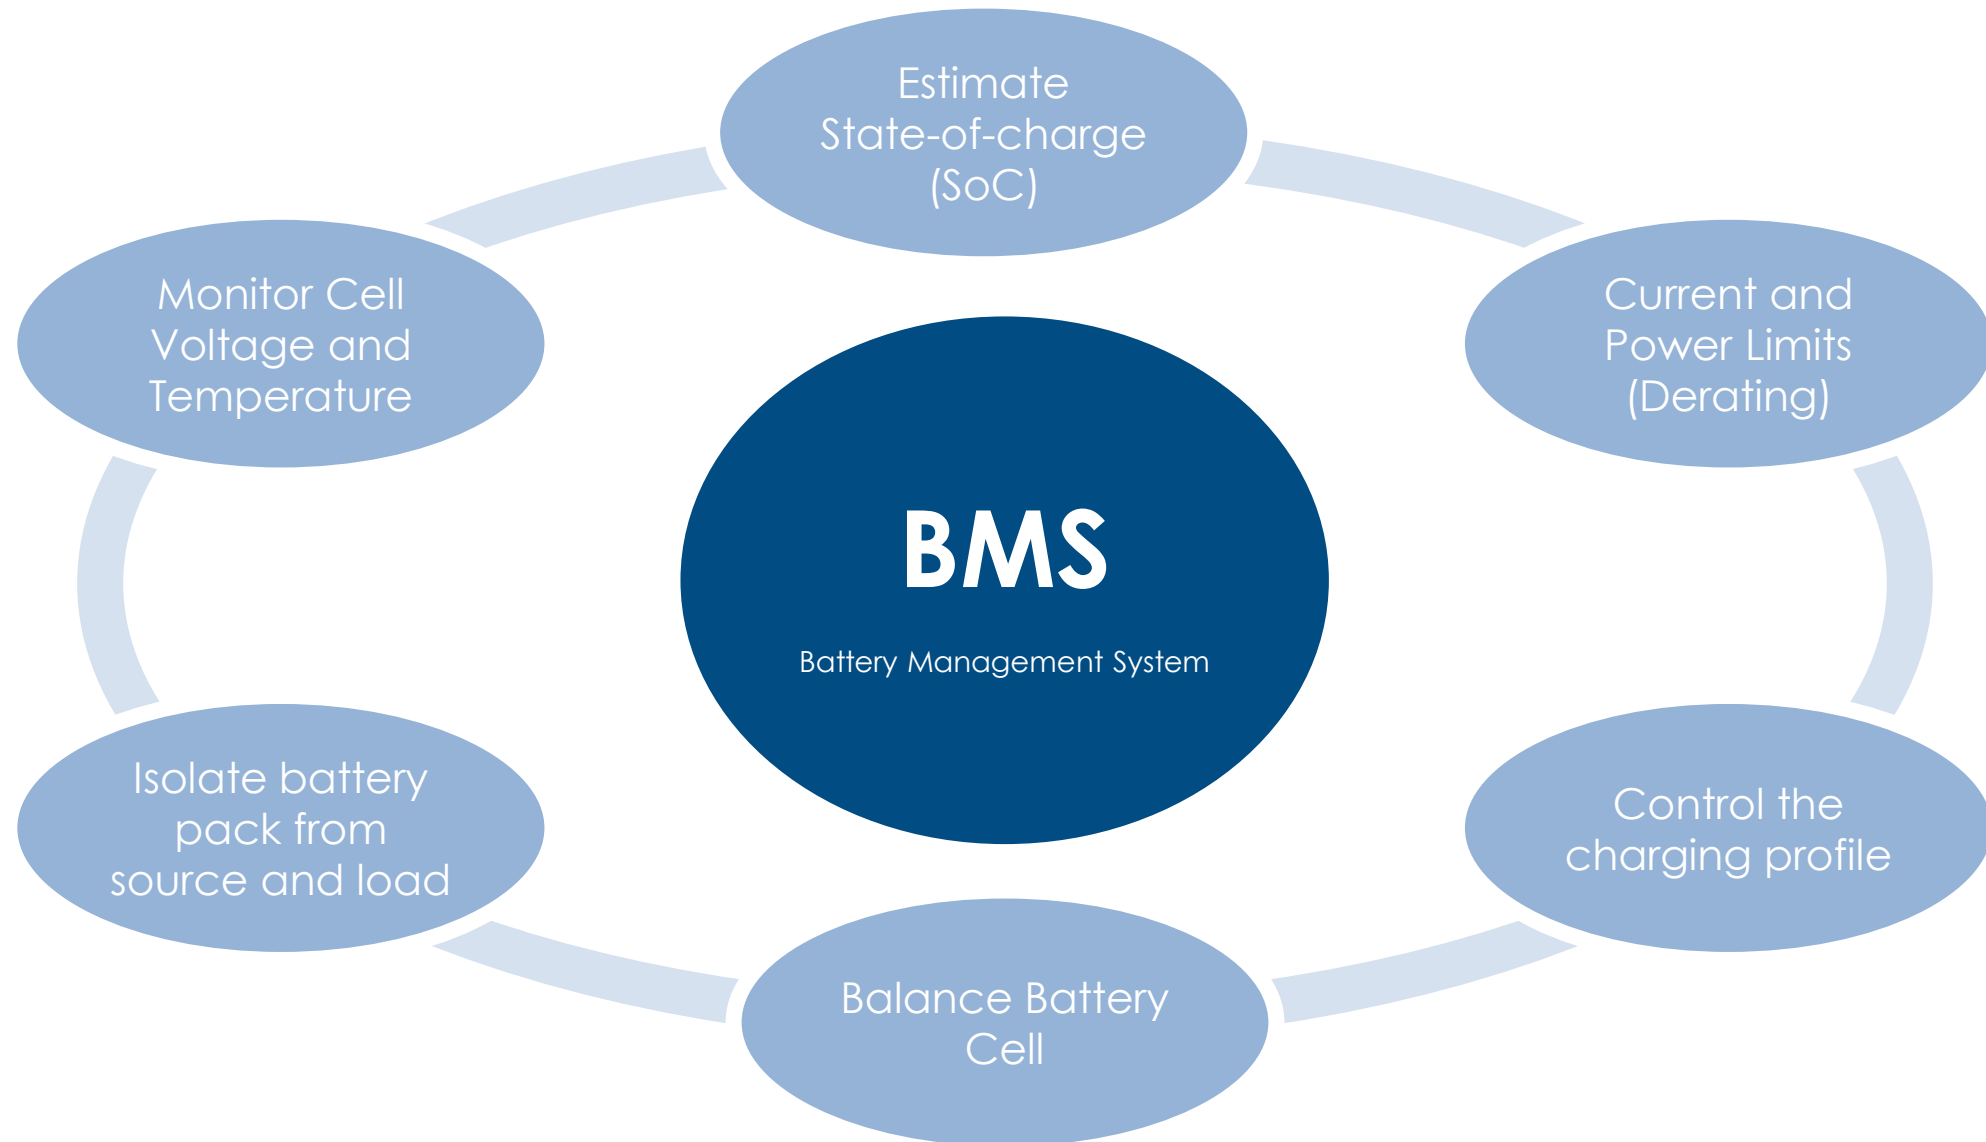 Estimate
State-of-charge
(SoC)
Monitor Cell
Voltage and
Temperature
Current and
Power Limits
(Derating)
BMS
Battery Management System
Isolate battery
pack from
source and load
Control the
charging profile
Balance Battery
Cell